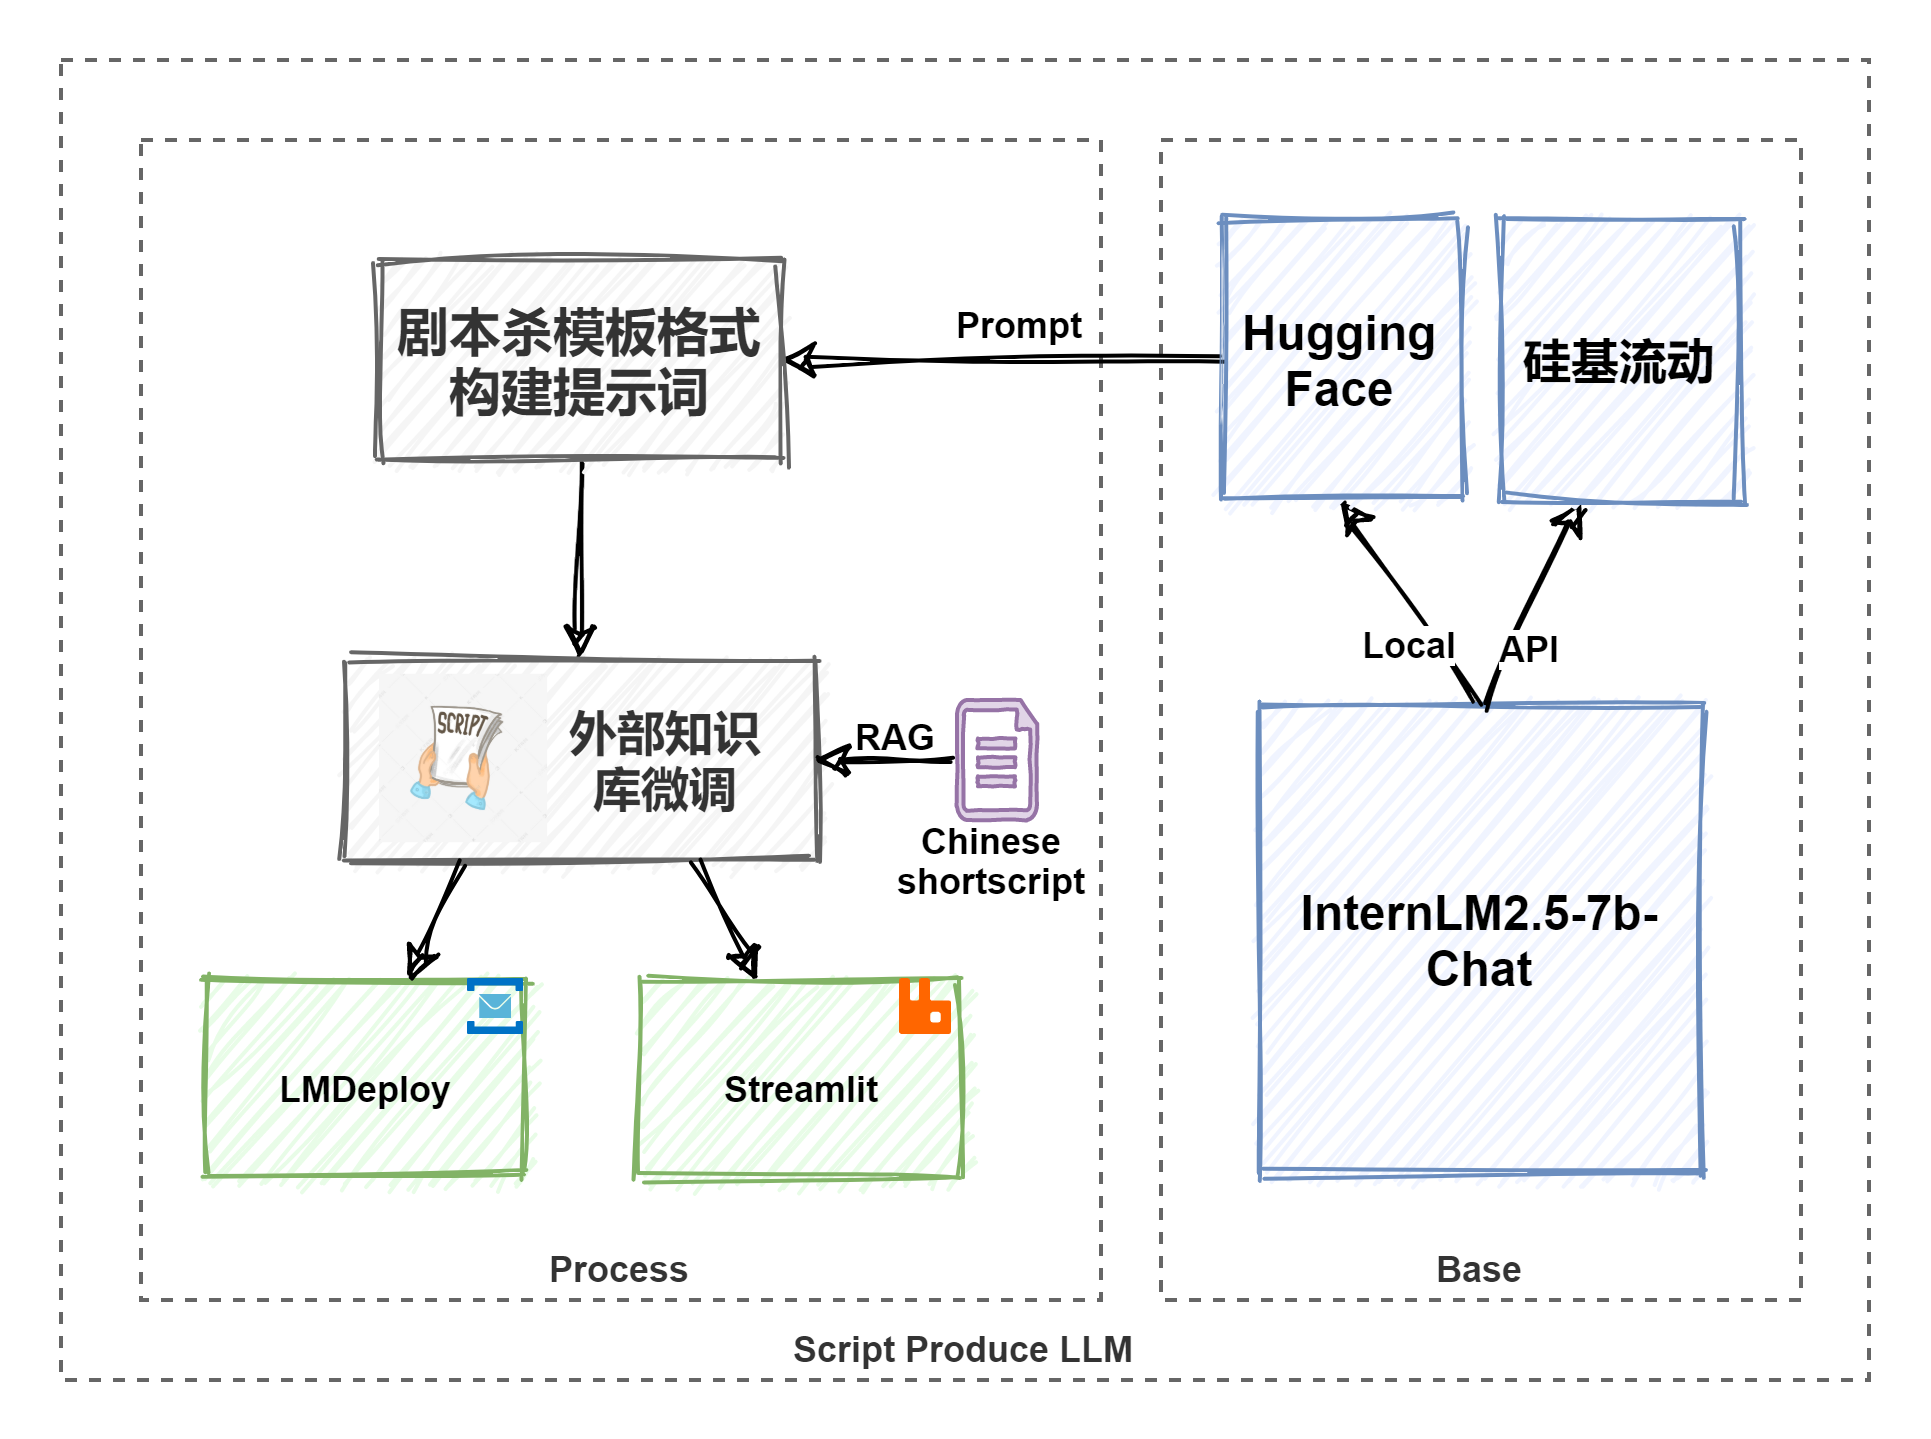 剧本杀模板格式
构建提示词
Prompt
Hugging
Face
硅基流动
Local
API
SCRIPT
外部知识
库微调
RAG
Chinese
shortscript
InternLM2.5-7b-
Chat
LMDeploy
Streamlit
Process
Base
Script Produce LLM